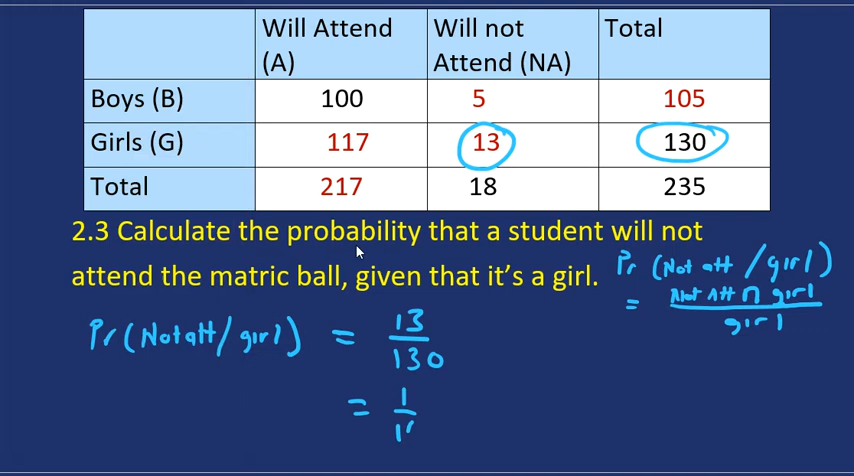 Will Attend (A) Will not Attend (NA) Total
Boys (B) 100 5 105
Girls (G) 117 13 130
Total 217 18 235
2.3 Calculate the probability that a student will not
attend the matric ball, given that it's a girl.
Pr (Not att / girl)
= Not Att ∩ girl
girl
Pr (Not att / girl) = 13
130
= 1